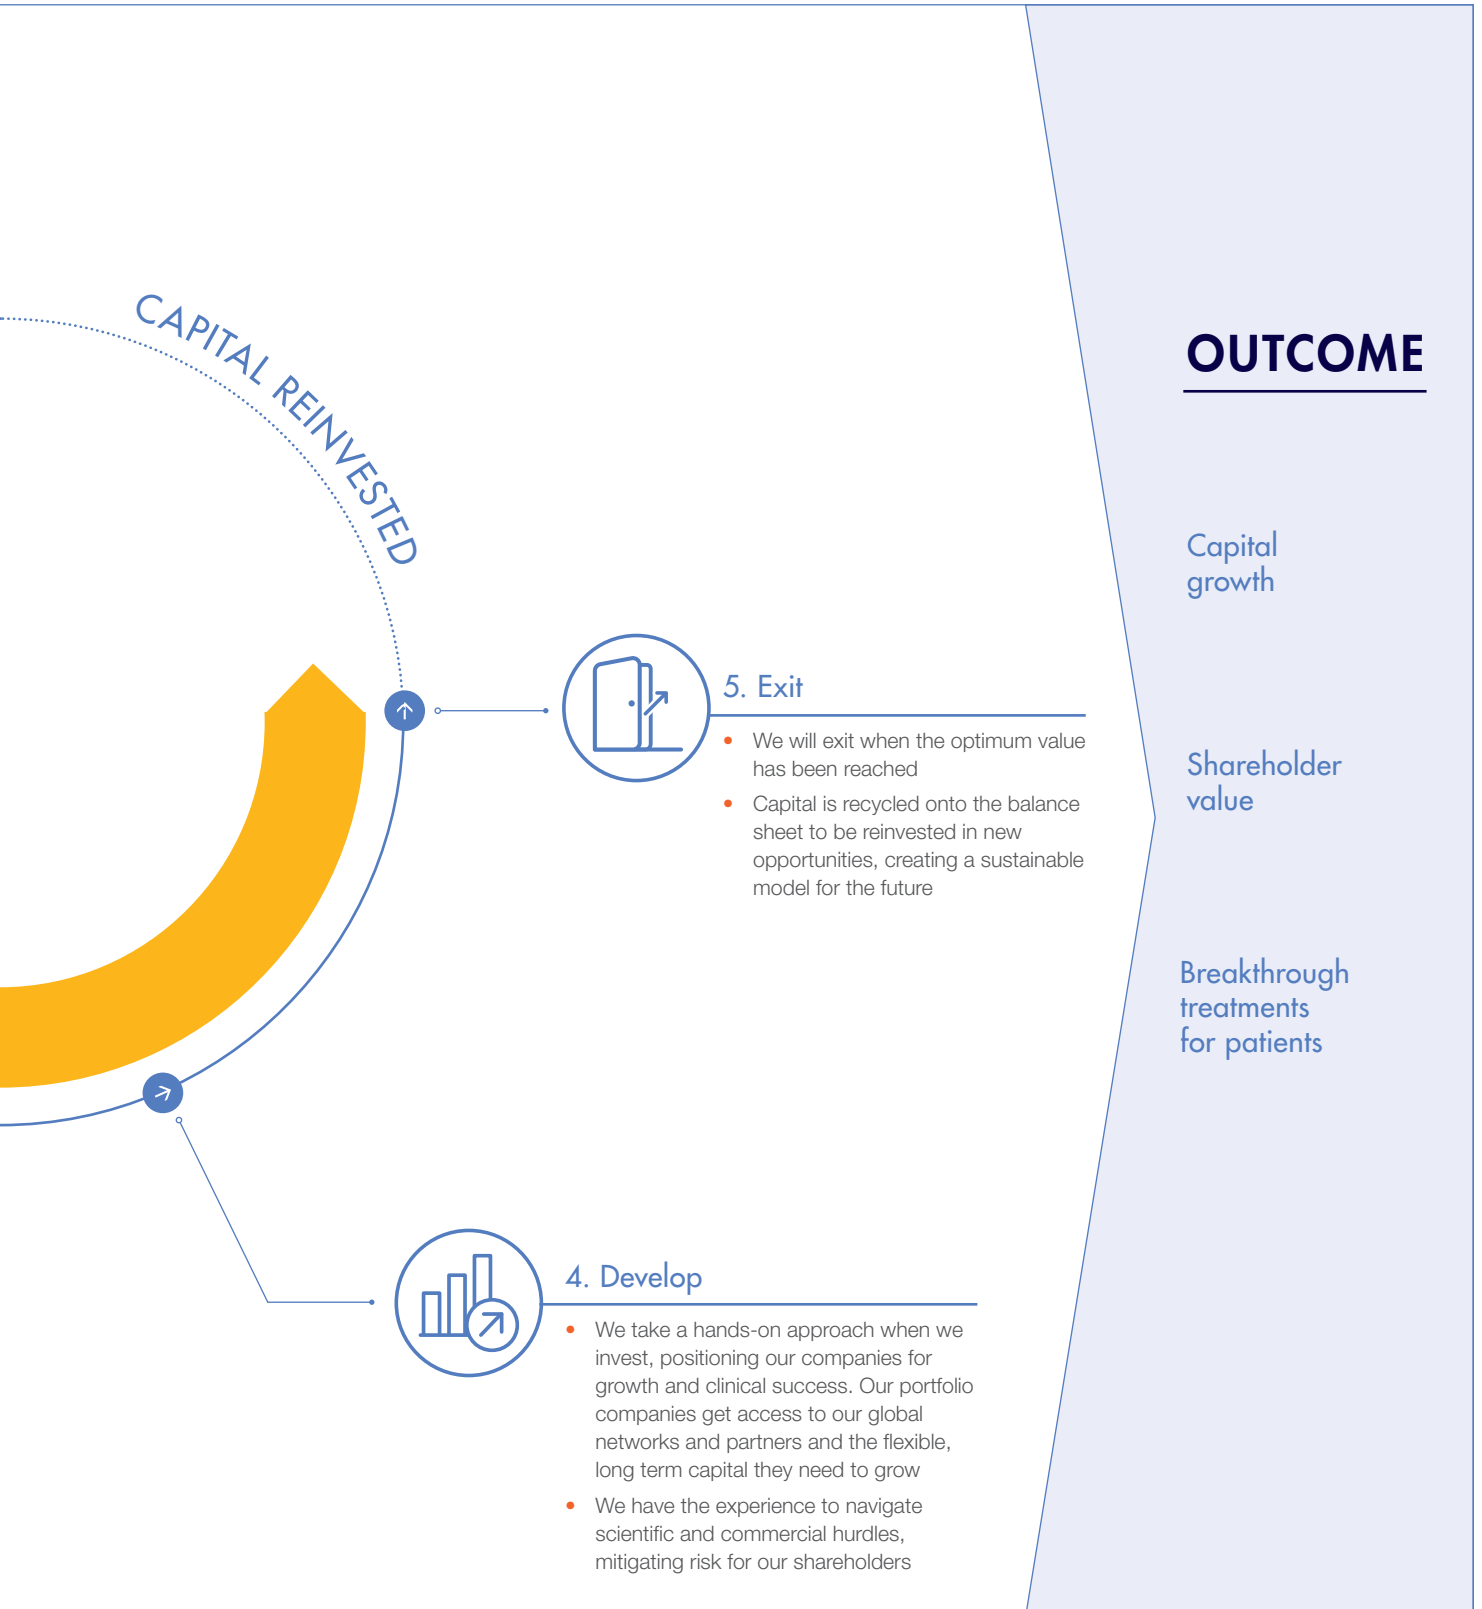 CAPITAL REINVESTED
5. Exit
• We will exit when the optimum value
has been reached
• Capital is recycled onto the balance
sheet to be reinvested in new
opportunities, creating a sustainable
model for the future
4. Develop
• We take a hands-on approach when we
invest, positioning our companies for
growth and clinical success. Our portfolio
companies get access to our global
networks and partners and the flexible,
long term capital they need to grow
• We have the experience to navigate
scientific and commercial hurdles,
mitigating risk for our shareholders
OUTCOME
Capital
growth
Shareholder
value
Breakthrough
treatments
for patients